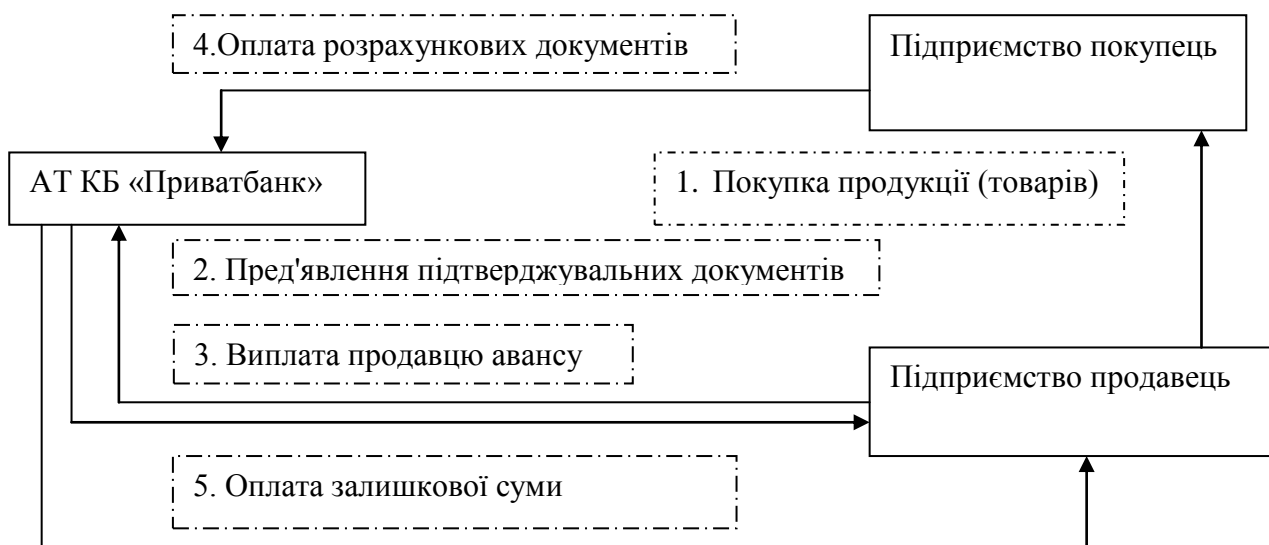 4.Оплата розрахункових документів
Підприємство покупець
АТ КБ «Приватбанк»
1. Покупка продукції (товарів)
2. Пред'явлення підтверджувальних документів
3. Виплата продавцю авансу
Підприємство продавець
5. Оплата залишкової суми